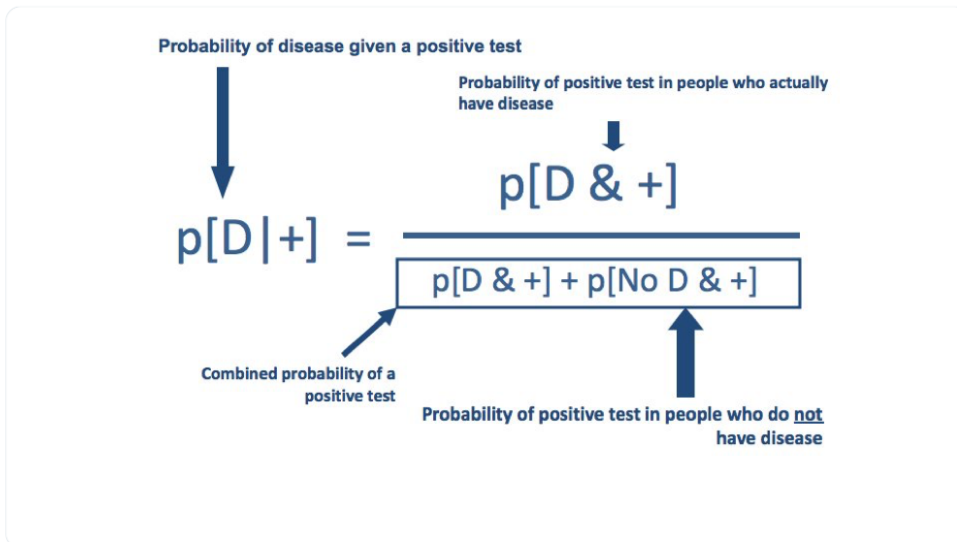 Probability of disease given a positive test
Probability of positive test in people who actually
have disease
p[D & +]
p[D|+] =
p[D & +] + p[No D & +]
Combined probability of a
positive test
Probability of positive test in people who do not
have disease